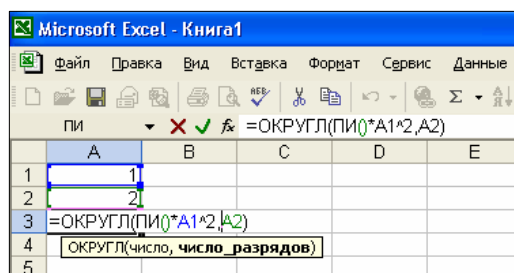 Microsoft Excel - Книга1
Файл Правка Вид Вставка Формат Сервис Данные
ПИ fx =ОКРУГЛ(ПИ()*A1^2,A2)
A B C D E
1 1
2 2
3 =ОКРУГЛ(ПИ()*A1^2,A2)
4 ОКРУГЛ(число, число_разрядов)
5